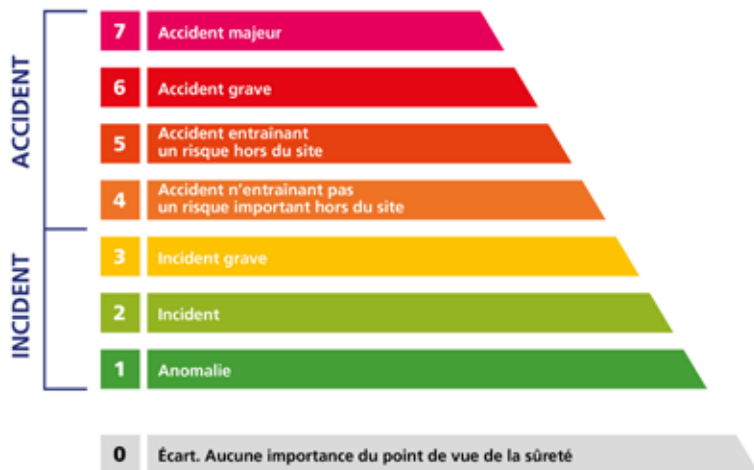 ACCIDENT
7 Accident majeur
6 Accident grave
5 Accident entraînant
un risque hors du site
4 Accident n'entraînant pas
un risque important hors du site
INCIDENT
3 Incident grave
2 Incident
1 Anomalie
0 Écart. Aucune importance du point de vue de la sûreté